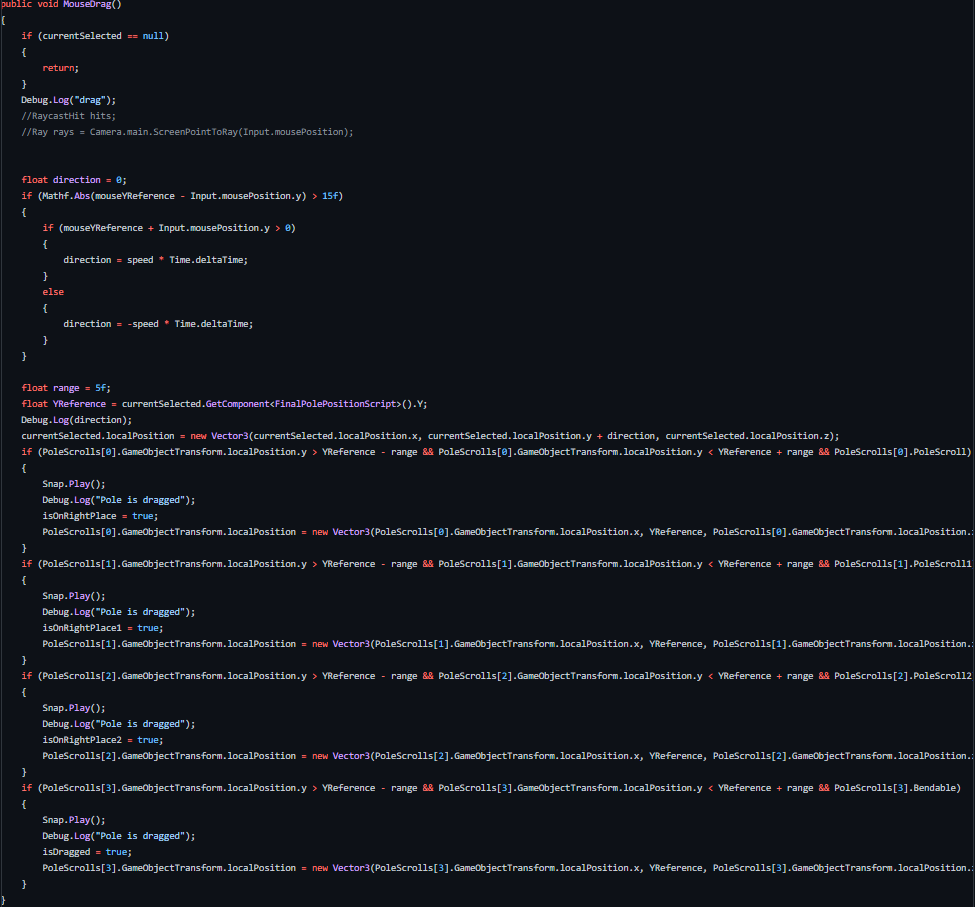 public void MouseDrag()
{
    if (currentSelected == null)
    {
        return;
    }
    Debug.Log("drag");
    //RaycastHit hits;
    //Ray rays = Camera.main.ScreenPointToRay(Input.mousePosition);
    float direction = 0;
    if (Mathf.Abs(mouseYReference - Input.mousePosition.y) > 15f)
    {
        if (mouseYReference + Input.mousePosition.y > 0)
        {
            direction = speed * Time.deltaTime;
        }
        else
        {
            direction = -speed * Time.deltaTime;
        }
    }
    float range = 5f;
    float YReference = currentSelected.GetComponent<FinalPolePositionScript>().Y;
    Debug.Log(direction);
    currentSelected.localPosition = new Vector3(currentSelected.localPosition.x, currentSelected.localPosition.y + direction, currentSelected.localPosition.z);
    if (PoleScrolls[0].GameObjectTransform.localPosition.y > YReference - range && PoleScrolls[0].GameObjectTransform.localPosition.y < YReference + range && PoleScrolls[0].PoleScroll)
    {
        Snap.Play();
        Debug.Log("Pole is dragged");
        isOnRightPlace = true;
        PoleScrolls[0].GameObjectTransform.localPosition = new Vector3(PoleScrolls[0].GameObjectTransform.localPosition.x, YReference, PoleScrolls[0].GameObjectTransform.localPosition.
    }
    if (PoleScrolls[1].GameObjectTransform.localPosition.y > YReference - range && PoleScrolls[1].GameObjectTransform.localPosition.y < YReference + range && PoleScrolls[1].PoleScroll1
    {
        Snap.Play();
        Debug.Log("Pole is dragged");
        isOnRightPlace1 = true;
        PoleScrolls[1].GameObjectTransform.localPosition = new Vector3(PoleScrolls[1].GameObjectTransform.localPosition.x, YReference, PoleScrolls[1].GameObjectTransform.localPosition.
    }
    if (PoleScrolls[2].GameObjectTransform.localPosition.y > YReference - range && PoleScrolls[2].GameObjectTransform.localPosition.y < YReference + range && PoleScrolls[2].PoleScroll2
    {
        Snap.Play();
        Debug.Log("Pole is dragged");
        isOnRightPlace2 = true;
        PoleScrolls[2].GameObjectTransform.localPosition = new Vector3(PoleScrolls[2].GameObjectTransform.localPosition.x, YReference, PoleScrolls[2].GameObjectTransform.localPosition.
    }
    if (PoleScrolls[3].GameObjectTransform.localPosition.y > YReference - range && PoleScrolls[3].GameObjectTransform.localPosition.y < YReference + range && PoleScrolls[3].Bendable)
    {
        Snap.Play();
        Debug.Log("Pole is dragged");
        isDragged = true;
        PoleScrolls[3].GameObjectTransform.localPosition = new Vector3(PoleScrolls[3].GameObjectTransform.localPosition.x, YReference, PoleScrolls[3].GameObjectTransform.localPosition.
    }
}